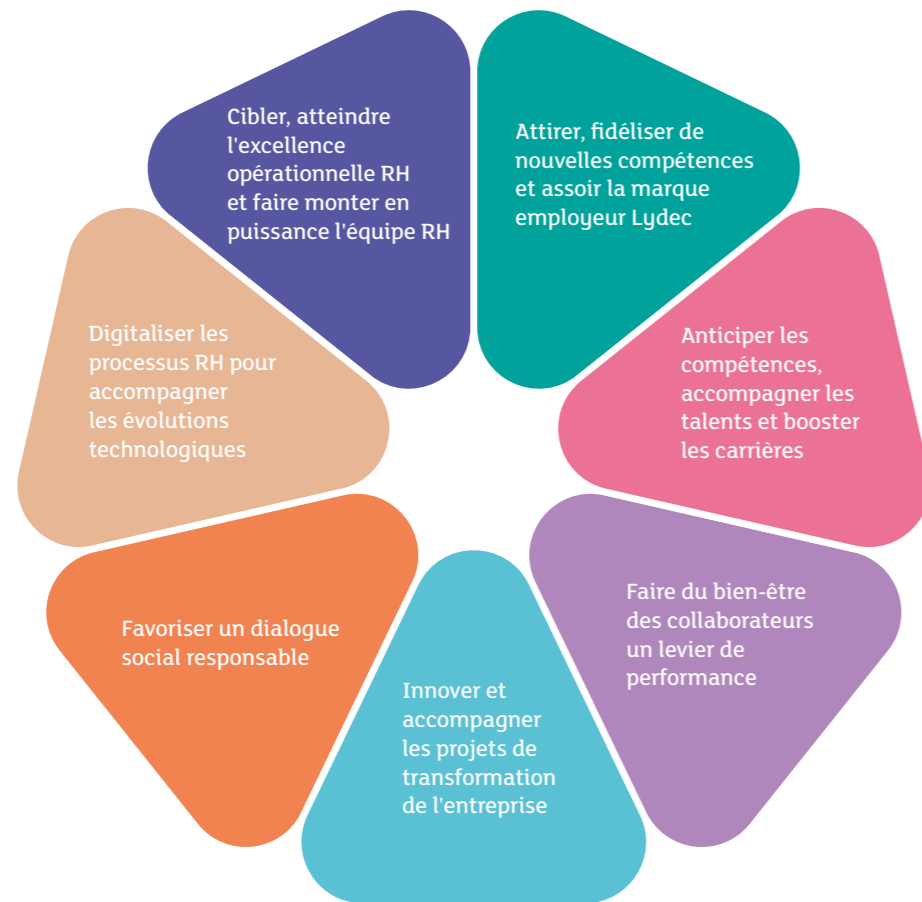 Cibler, atteindre
l'excellence
opérationnelle RH
et faire monter en
puissance l'équipe RH
Attirer, fidéliser de
nouvelles compétences
et assoir la marque
employeur Lydec
Anticiper les
compétences,
accompagner les
talents et booster
les carrières
Faire du bien-être
des collaborateurs
un levier de
performance
Innover et
accompagner
les projets de
transformation
de l'entreprise
Favoriser un dialogue
social responsable
Digitaliser les
processus RH pour
accompagner
les évolutions
technologiques